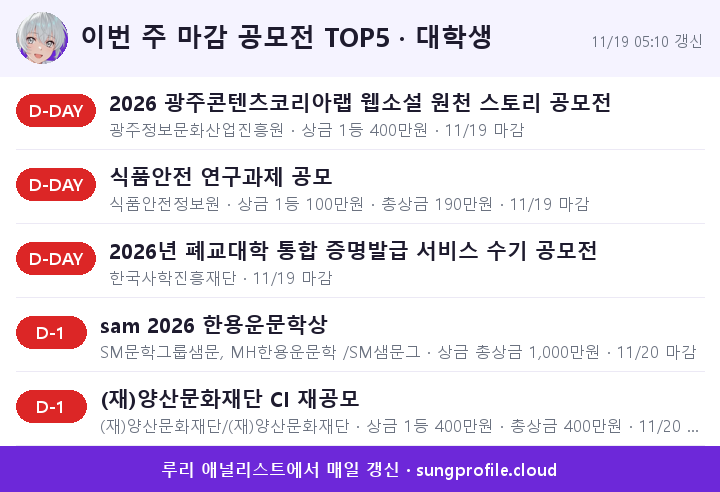 이번 주 마감 공모전 TOP5 · 대학생
11/19 05:10 갱신
D-DAY
2026 광주콘텐츠코리아랩 웹소설 원천 스토리 공모전
광주정보문화산업진흥원 · 상금 1등 400만원 · 11/19 마감
D-DAY
식품안전 연구과제 공모
식품안전정보원 · 상금 1등 100만원 · 총상금 190만원 · 11/19 마감
D-DAY
2026년 폐교대학 통합 증명발급 서비스 수기 공모전
한국사학진흥재단 · 11/19 마감
D-1
sam 2026 한용운문학상
SM문학그룹샘문, MH한용운문학 /SM샘문그 · 상금 총상금 1,000만원 · 11/20 마감
D-1
(재)양산문화재단 CI 재공모
(재)양산문화재단/(재)양산문화재단 · 상금 1등 400만원 · 총상금 400만원 · 11/20 ...
루리 애널리스트에서 매일 갱신 · sungprofile.cloud